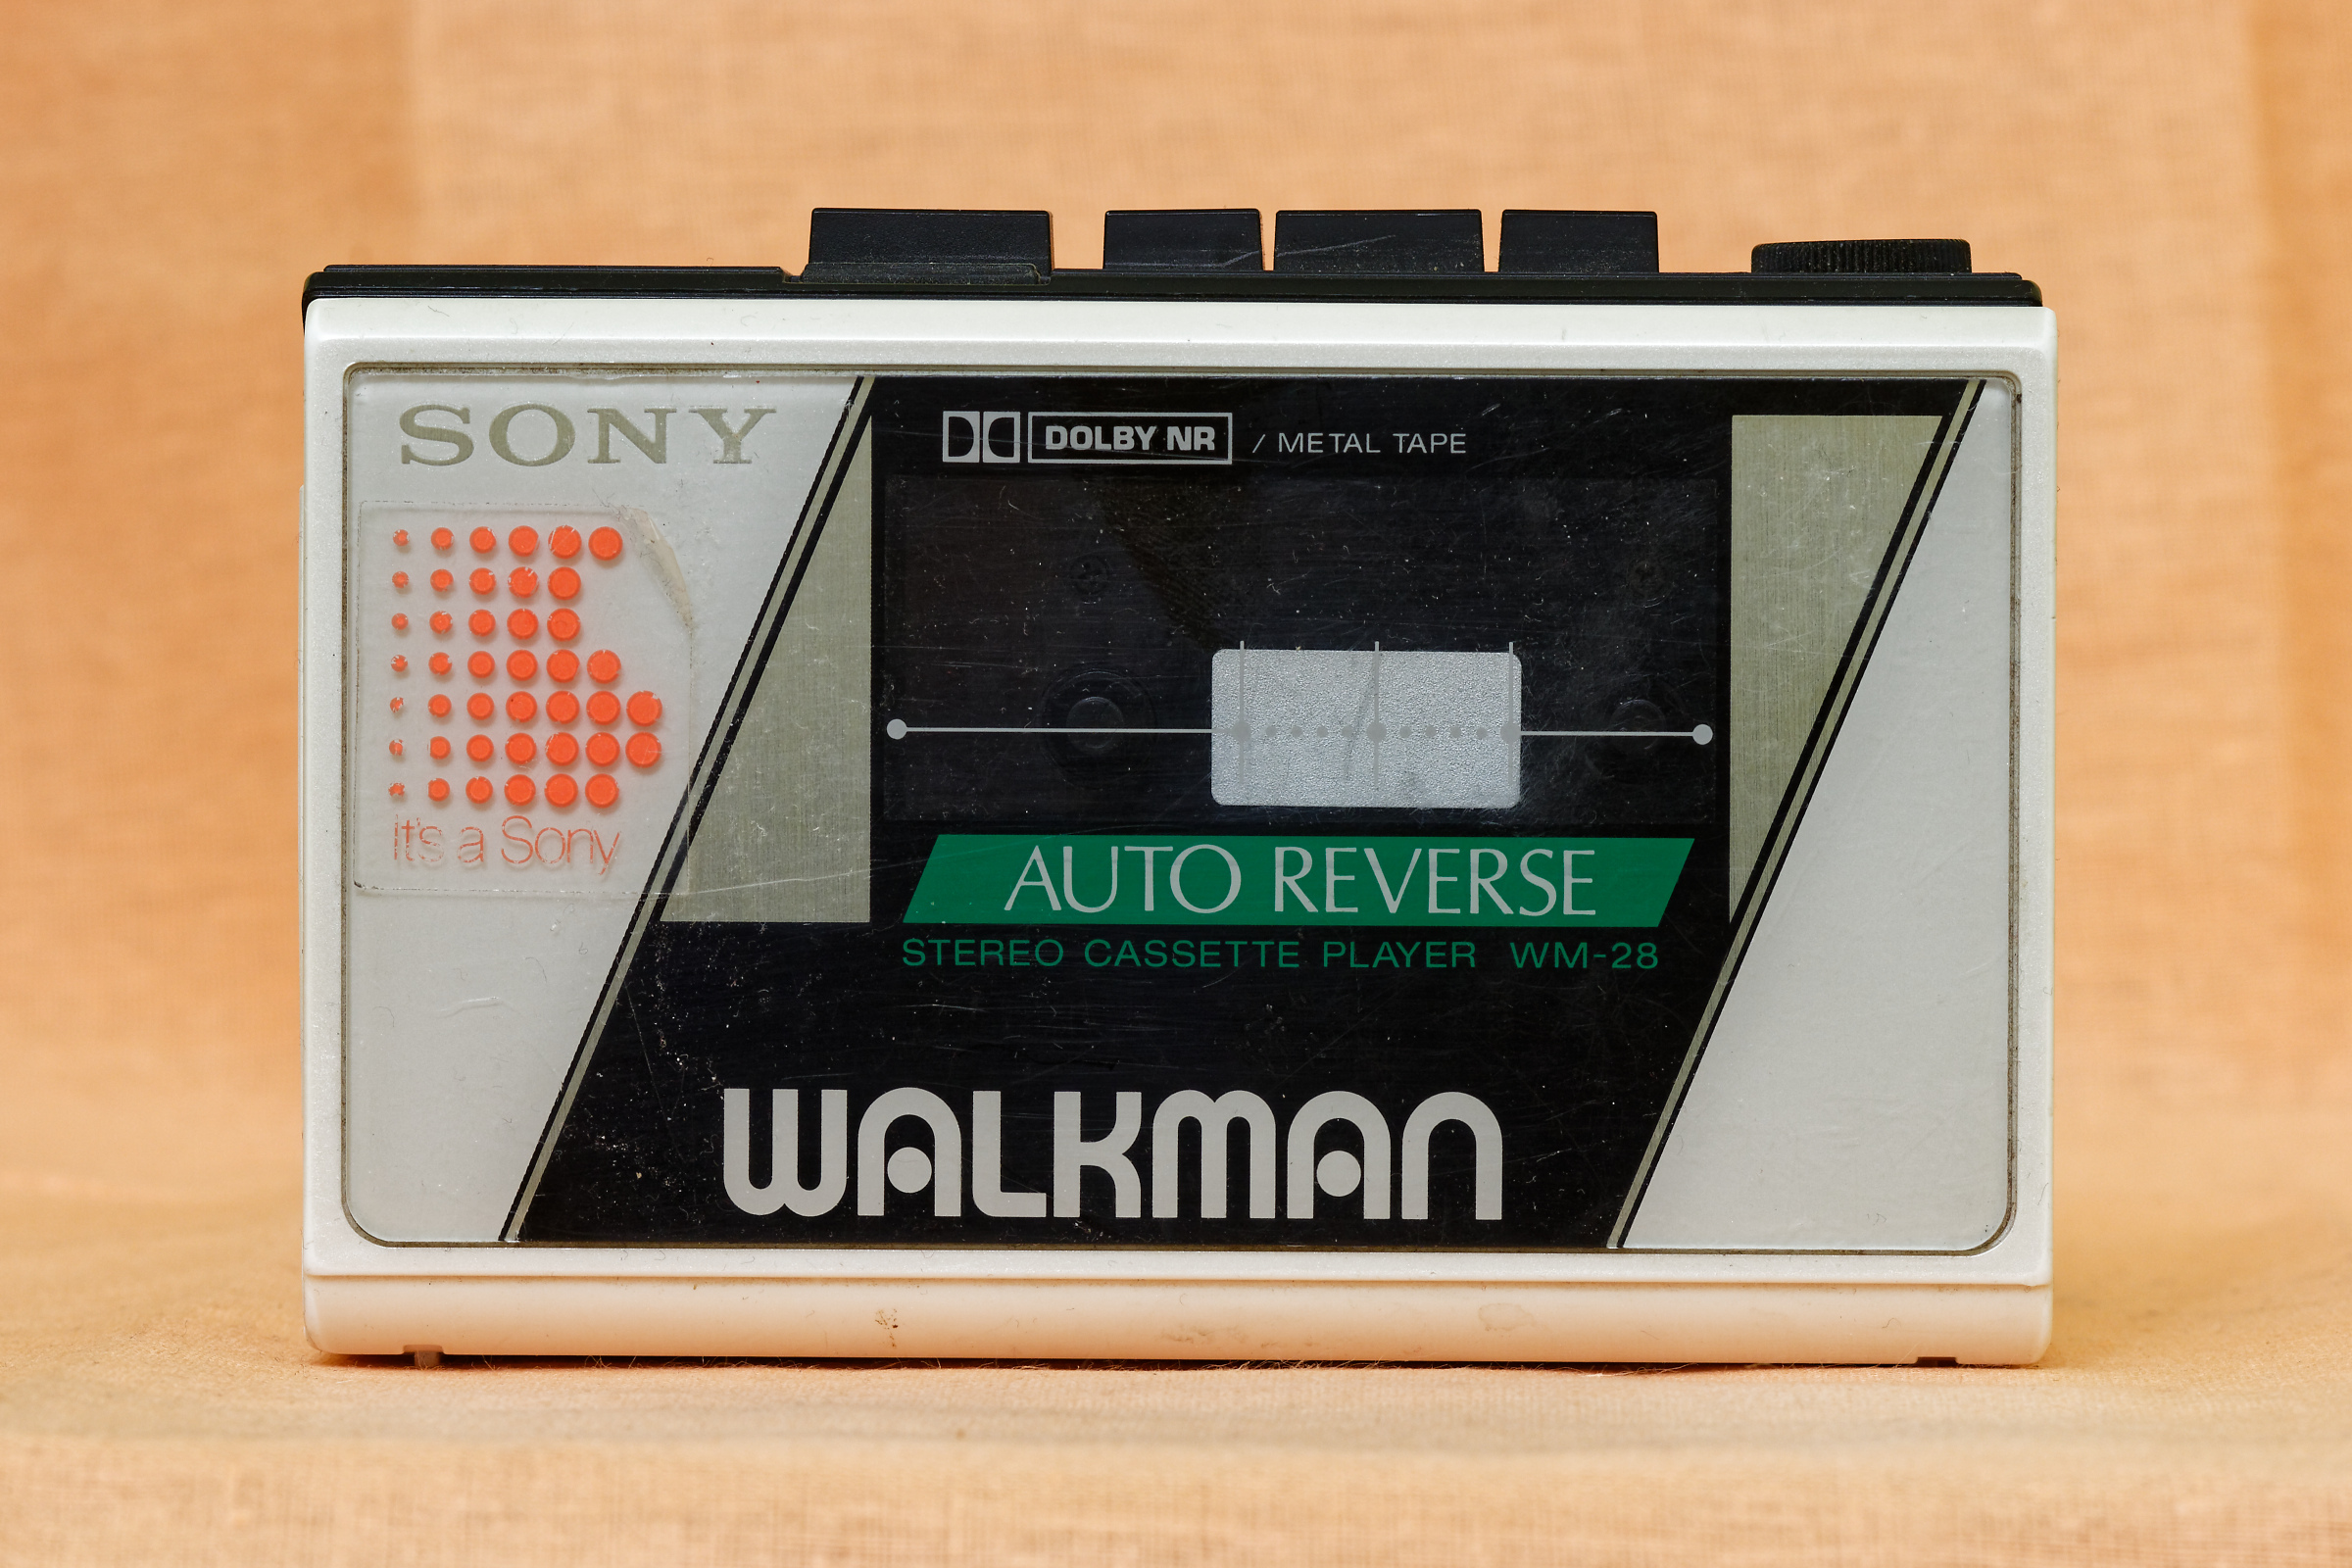 SONY
DOLBY NR / METAL TAPE
It's a Sony
AUTO REVERSE
STEREO CASSETTE PLAYER WM-28
WALKMAN